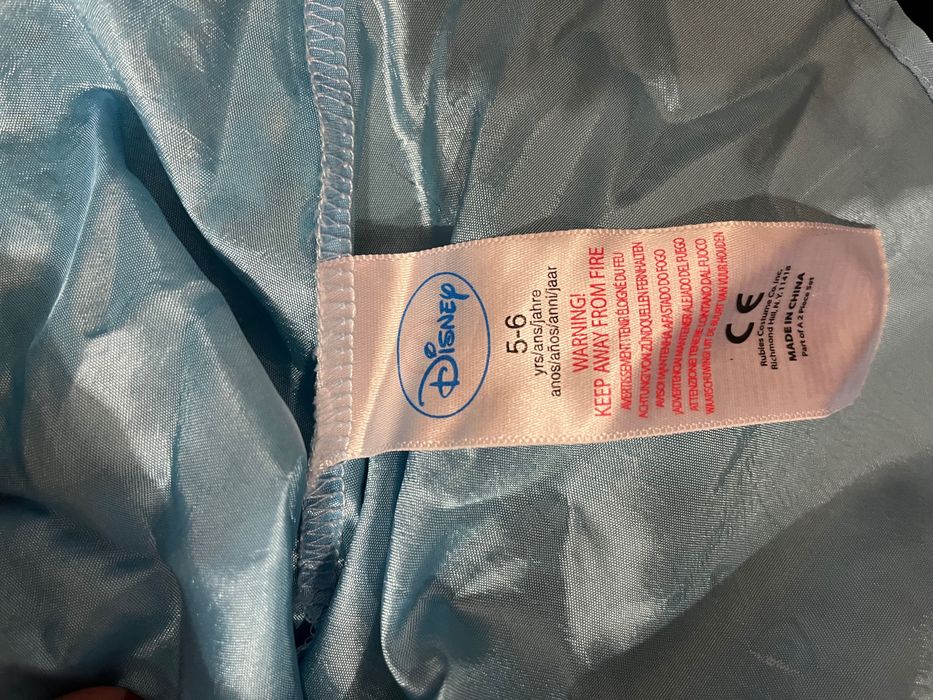 Disney
5-6
yrs/ans/Jahre
anos/años/anni/jaar
WARNING!
KEEP AWAY FROM FIRE
AVERTISSEMENT! TENIR ÉLOIGNÉ DU FEU
ACHTUNG! VON ZÜNDQUELLEN FERNHALTEN
AVISO! MANTENHA AFASTADO DO FOGO
¡ADVERTENCIA! MANTENER ALEJADO DEL FUEGO
ATTENZIONE! TENERE LONTANO DAL FUOCO
WAARSCHUWING! UIT DE BUURT VAN VUUR HOUDEN
CE
Rubies Costume Co. Inc.
Richmond Hill, N.Y. 11418
MADE IN CHINA
Part of A 2 Piece Set